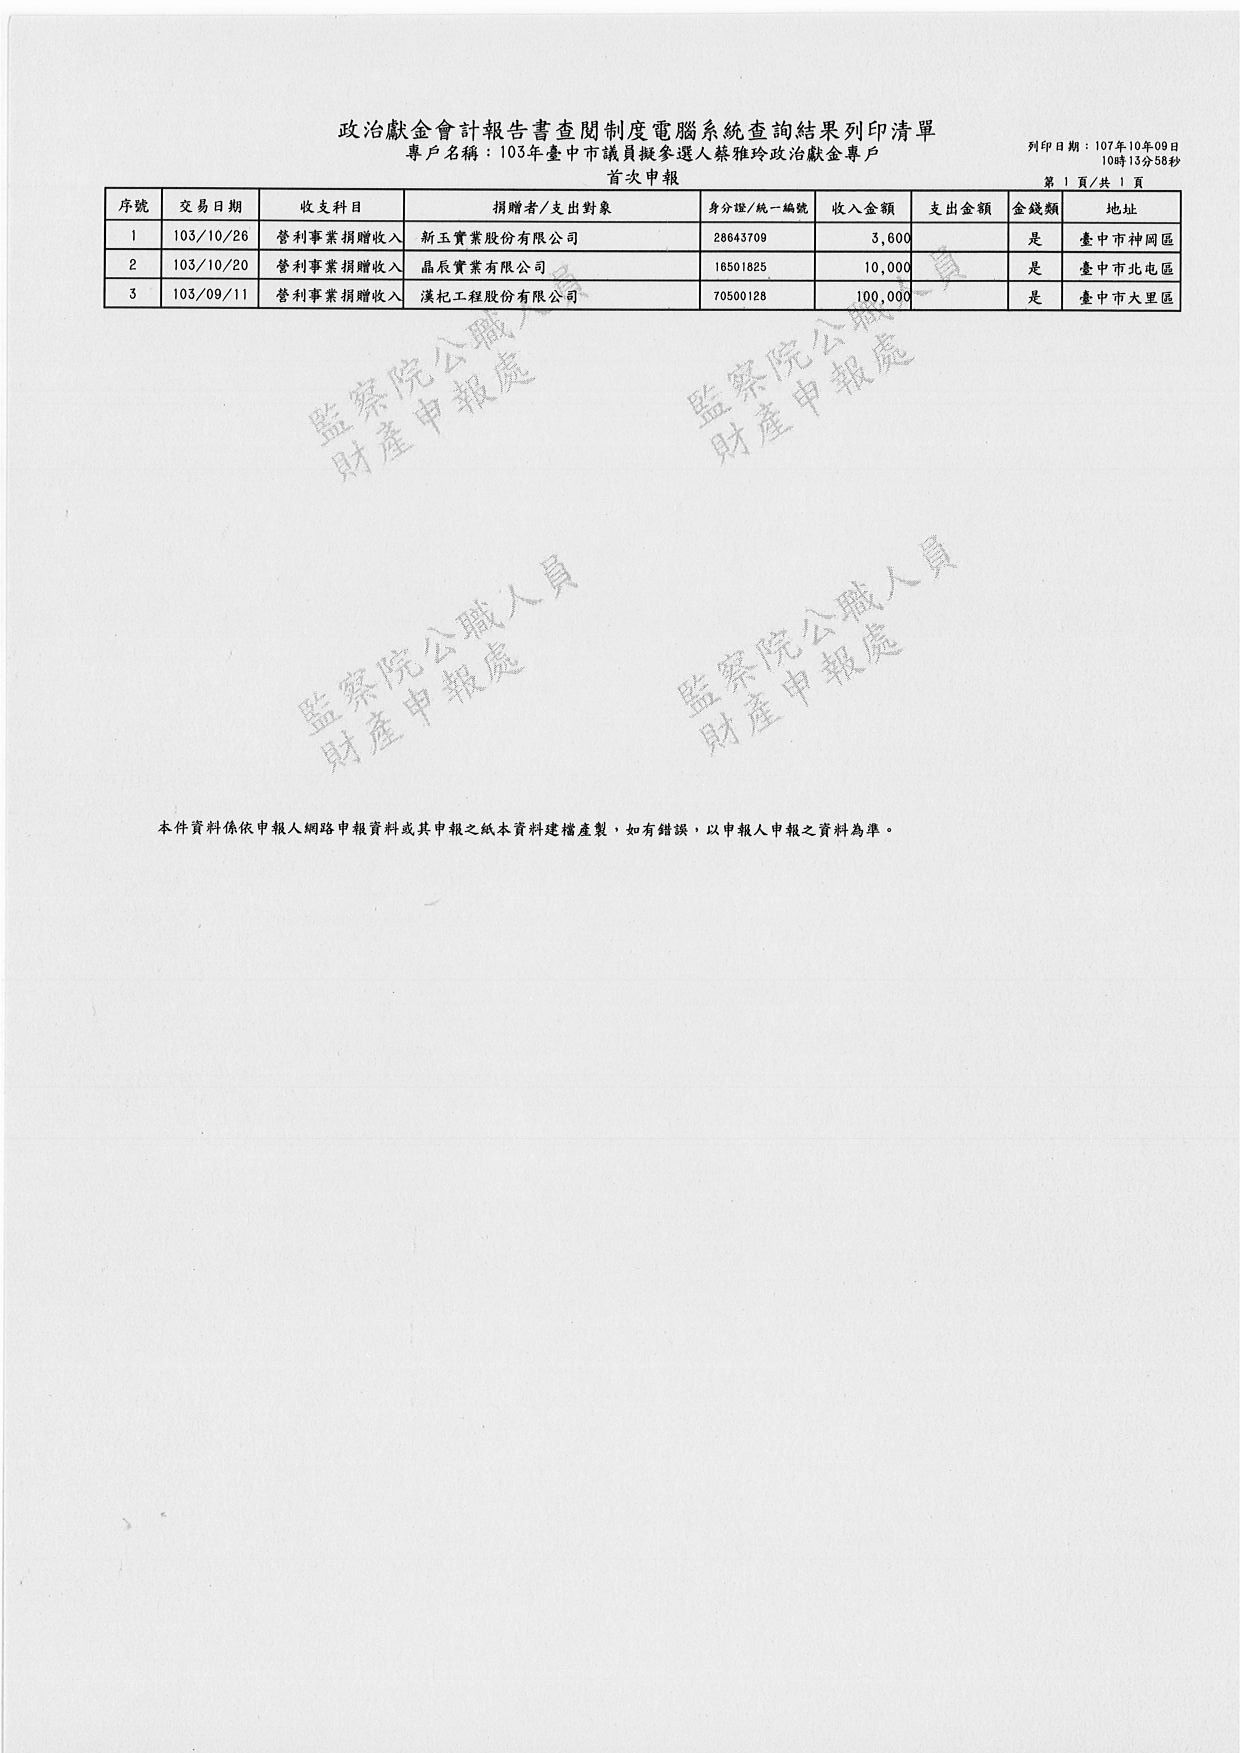 政治獻金會計報告書查閱制度電腦系統查詢結果列印清單
專戶名稱：103年臺中市議員擬參選人蔡雅玲政治獻金專戶
首次申報
列印日期：107年10年09日
10時13分58秒
第 1 頁/共 1 頁
序號 交易日期 收支科目 捐贈者/支出對象 身分證/統一編號 收入金額 支出金額 金錢類 地址
1 103/10/26 營利事業捐贈收入 新玉實業股份有限公司 28643709 3,600 是 臺中市神岡區
2 103/10/20 營利事業捐贈收入 晶辰實業有限公司 16501825 10,000 是 臺中市北屯區
3 103/09/11 營利事業捐贈收入 漢杞工程股份有限公司 70500128 100,000 是 臺中市大里區
監察院公職人員
財產申報處
監察院公職人員
財產申報處
監察院公職人員
財產申報處
監察院公職人員
財產申報處
本件資料係依申報人網路申報資料或其申報之紙本資料建檔產製，如有錯誤，以申報人申報之資料為準。